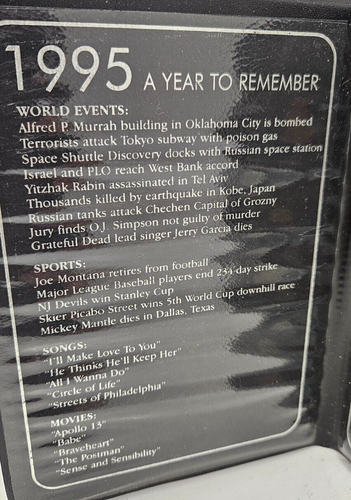 1995 A YEAR TO REMEMBER
WORLD EVENTS:
Alfred P. Murrah building in Oklahoma City is bombed
Terrorists attack Tokyo subway with poison gas
Space Shuttle Discovery docks with Russian space station
Israel and PLO reach West Bank accord
Yitzhak Rabin assassinated in Tel Aviv
Thousands killed by earthquake in Kobe, Japan
Russian tanks attack Chechen Capital of Grozny
Jury finds O.J. Simpson not guilty of murder
Grateful Dead lead singer Jerry Garcia dies
SPORTS:
Joe Montana retires from football
Major League Baseball players end 234 day strike
NJ Devils win Stanley Cup
Skier Picabo Street wins 5th World Cup downhill race
Mickey Mantle dies in Dallas, Texas
SONGS:
"I'll Make Love To You"
"He Thinks He'll Keep Her"
"All I Wanna Do"
"Circle of Life"
"Streets of Philadelphia"
MOVIES:
"Apollo 13"
"Babe"
"Braveheart"
"The Postman"
"Sense and Sensibility"